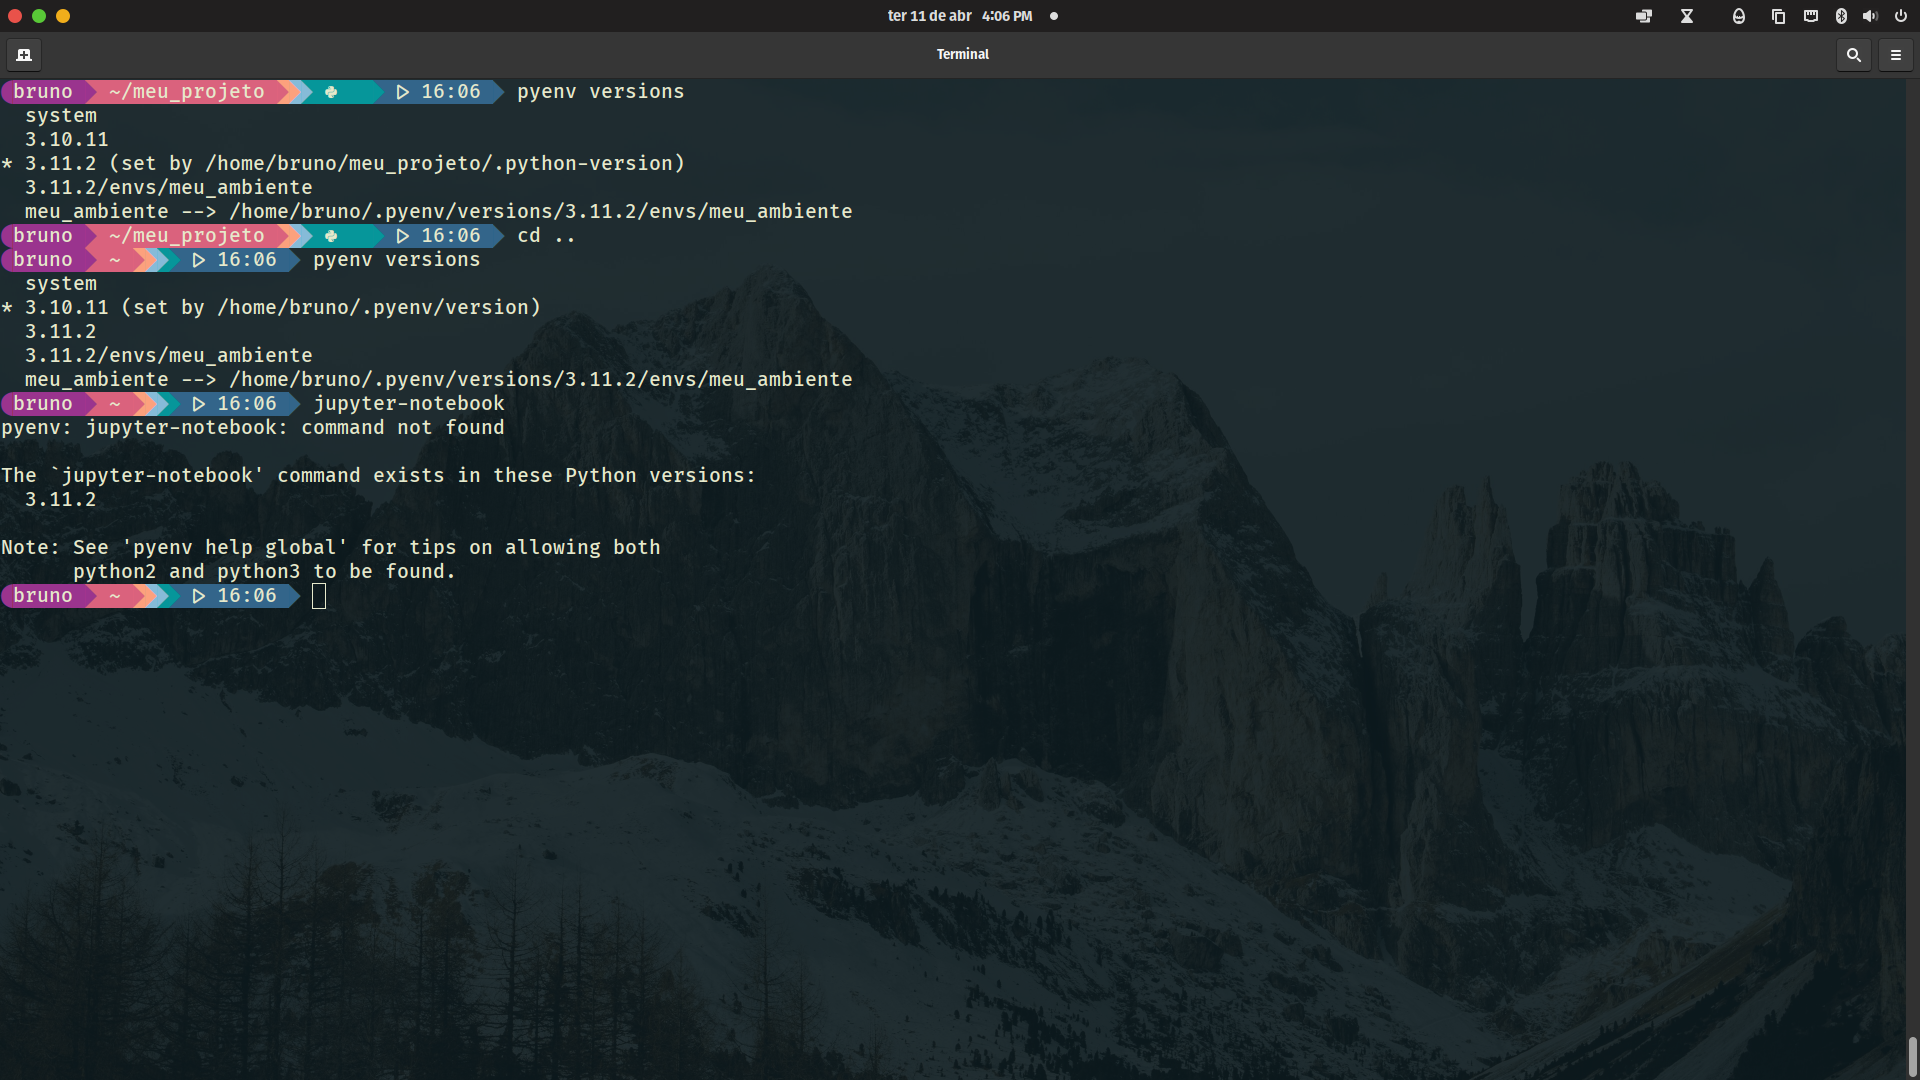 ter 11 de abr 4:06 PM
Terminal
bruno ~/meu_projeto 16:06 pyenv versions
system
3.10.11
* 3.11.2 (set by /home/bruno/meu_projeto/.python-version)
3.11.2/envs/meu_ambiente
meu_ambiente --> /home/bruno/.pyenv/versions/3.11.2/envs/meu_ambiente
bruno ~/meu_projeto 16:06 cd ..
bruno ~ 16:06 pyenv versions
system
* 3.10.11 (set by /home/bruno/.pyenv/version)
3.11.2
3.11.2/envs/meu_ambiente
meu_ambiente --> /home/bruno/.pyenv/versions/3.11.2/envs/meu_ambiente
bruno ~ 16:06 jupyter-notebook
pyenv: jupyter-notebook: command not found
The `jupyter-notebook' command exists in these Python versions:
3.11.2
Note: See 'pyenv help global' for tips on allowing both
python2 and python3 to be found.
bruno ~ 16:06